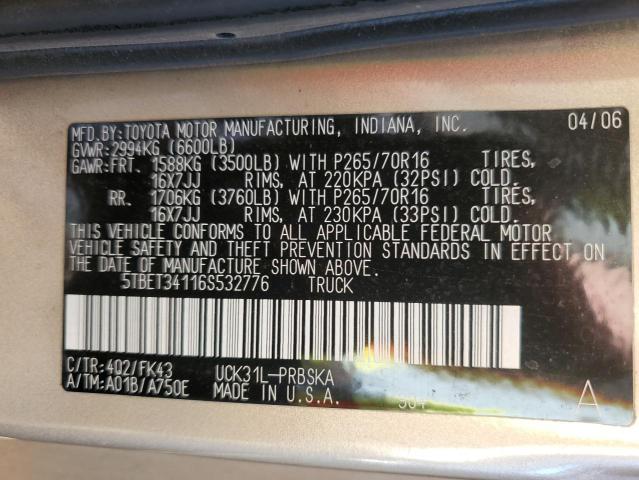 MFD.BY:TOYOTA MOTOR MANUFACTURING, INDIANA, INC. 04/06
GVWR:2994KG (6600LB)
GAWR:FRT. 1588KG (3500LB) WITH P265/70R16 TIRES,
16X7JJ RIMS, AT 220KPA (32PSI) COLD.
RR. 1706KG (3760LB) WITH P265/70R16 TIRES,
16X7JJ RIMS, AT 230KPA (33PSI) COLD.
THIS VEHICLE CONFORMS TO ALL APPLICABLE FEDERAL MOTOR
VEHICLE SAFETY AND THEFT PREVENTION STANDARDS IN EFFECT ON
THE DATE OF MANUFACTURE SHOWN ABOVE.
5TBET34116S532776 TRUCK
C/TR:4Q2/FK43 UCK31L-PRBSKA
A/TM:A01B/A750E MADE IN U.S.A. A